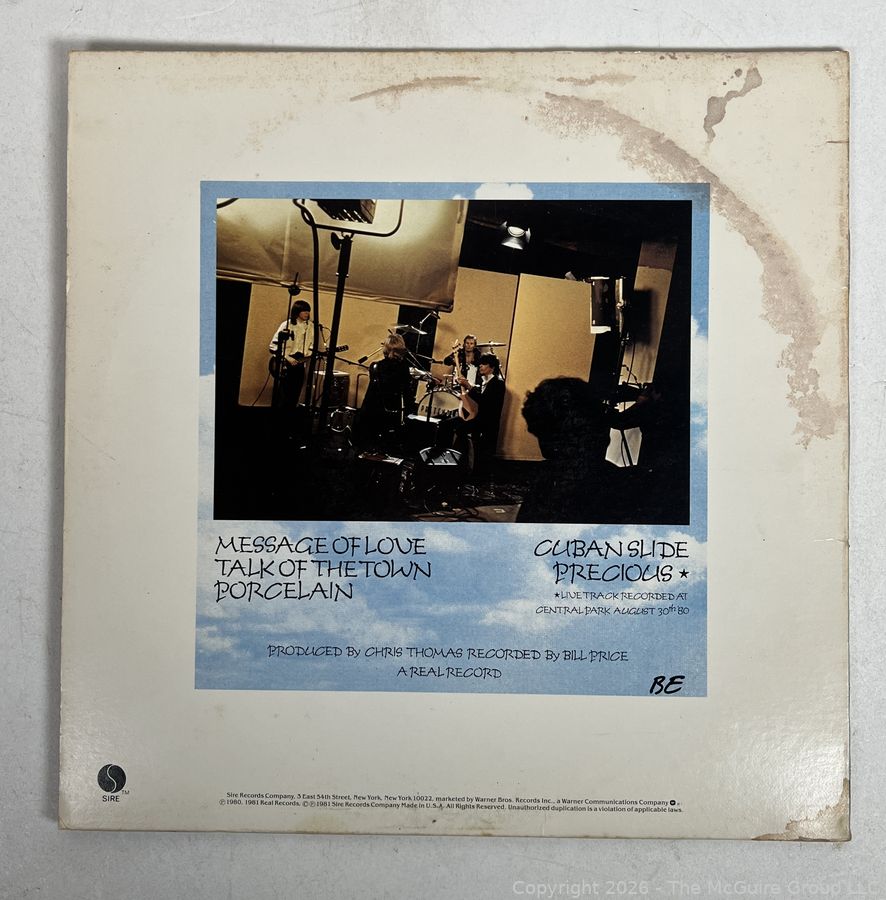 MESSAGE OF LOVE
TALK OF THE TOWN
PORCELAIN
CUBAN SLIDE
PRECIOUS ★
★LIVE TRACK RECORDED AT
CENTRAL PARK AUGUST 30th 80
PRODUCED BY CHRIS THOMAS RECORDED BY BILL PRICE
A REAL RECORD
BE
SIRE TM
Sire Records Company, 3 East 54th Street, New York, New York 10022, marketed by Warner Bros. Records Inc., a Warner Communications Company
℗ 1980, 1981 Real Records. ©℗ 1981 Sire Records Company Made in U.S.A. All Rights Reserved. Unauthorized duplication is a violation of applicable laws.
Copyright 2026 - The McGuire Group LLC